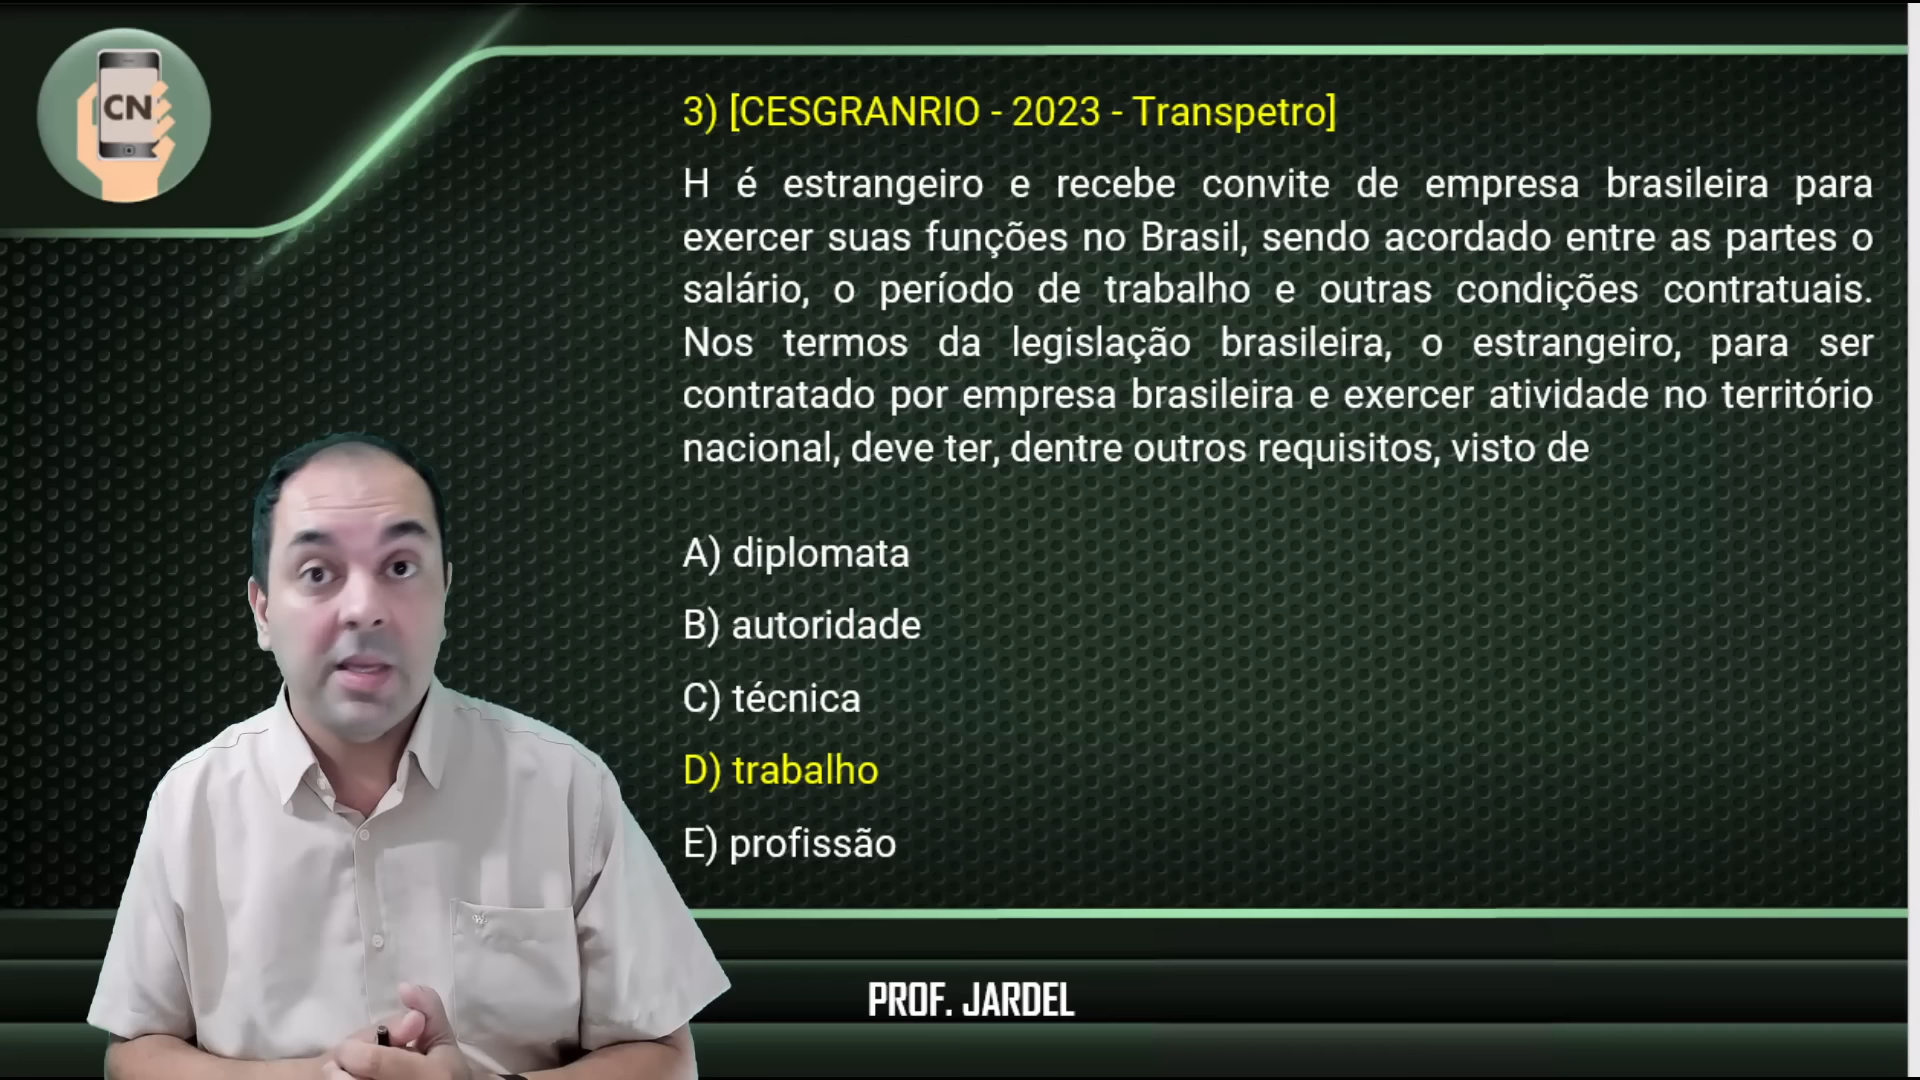 CN
3) [CESGRANRIO - 2023 - Transpetro]
H é estrangeiro e recebe convite de empresa brasileira para
exercer suas funções no Brasil, sendo acordado entre as partes o
salário, o período de trabalho e outras condições contratuais.
Nos termos da legislação brasileira, o estrangeiro, para ser
contratado por empresa brasileira e exercer atividade no território
nacional, deve ter, dentre outros requisitos, visto de
A) diplomata
B) autoridade
C) técnica
D) trabalho
E) profissão
PROF. JARDEL